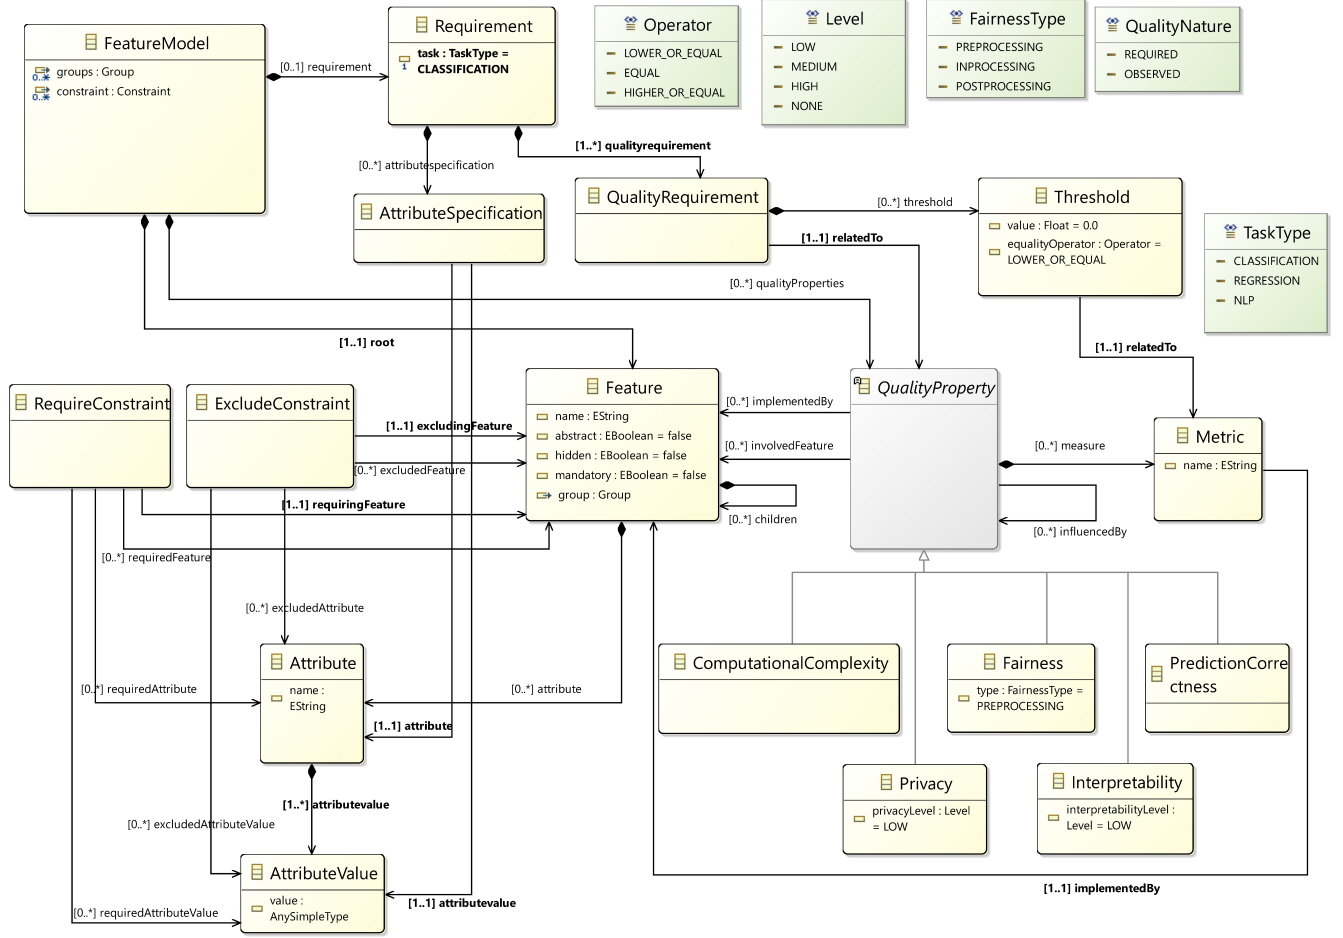 FeatureModel
groups : Group
0..*
constraint : Constraint
0..*
[0..1] requirement
Requirement
task : TaskType =
CLASSIFICATION
1
Operator
LOWER_OR_EQUAL
EQUAL
HIGHER_OR_EQUAL
Level
LOW
MEDIUM
HIGH
NONE
FairnessType
PREPROCESSING
INPROCESSING
POSTPROCESSING
QualityNature
REQUIRED
OBSERVED
[0..*] attributespecification
[1..*] qualityrequirement
AttributeSpecification
QualityRequirement
[0..*] threshold
[1..1] relatedTo
Threshold
value : Float = 0.0
equalityOperator : Operator =
LOWER_OR_EQUAL
TaskType
CLASSIFICATION
REGRESSION
NLP
[0..*] qualityProperties
[1..1] root
[1..1] relatedTo
RequireConstraint
ExcludeConstraint
[1..1] excludingFeature
[0..*] excludedFeature
[1..1] requiringFeature
[0..*] requiredFeature
Feature
name : EString
abstract : EBoolean = false
hidden : EBoolean = false
mandatory : EBoolean = false
group : Group
[0..*] implementedBy
[0..*] involvedFeature
[0..*] children
QualityProperty
[0..*] measure
[0..*] influencedBy
Metric
name : EString
[0..*] excludedAttribute
Attribute
name :
EString
[0..*] requiredAttribute
[0..*] attribute
[1..1] attribute
ComputationalComplexity
Fairness
type : FairnessType =
PREPROCESSING
PredictionCorre
ctness
Privacy
privacyLevel : Level
= LOW
Interpretability
interpretabilityLevel :
Level = LOW
[1..*] attributevalue
[0..*] excludedAttributeValue
AttributeValue
value :
AnySimpleType
[0..*] requiredAttributeValue
[1..1] attributevalue
[1..1] implementedBy